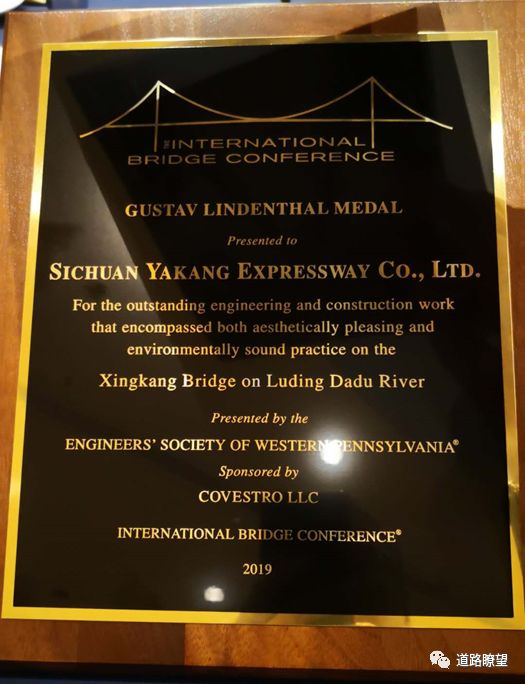 THE INTERNATIONAL
BRIDGE CONFERENCE
GUSTAV LINDENTHAL MEDAL
Presented to
SICHUAN YAKANG EXPRESSWAY CO., LTD.
For the outstanding engineering and construction work
that encompassed both aesthetically pleasing and
environmentally sound practice on the
Xingkang Bridge on Luding Dadu River
Presented by the
ENGINEERS' SOCIETY OF WESTERN PENNSYLVANIA®
Sponsored by
COVESTRO LLC
INTERNATIONAL BRIDGE CONFERENCE®
2019
道路瞭望